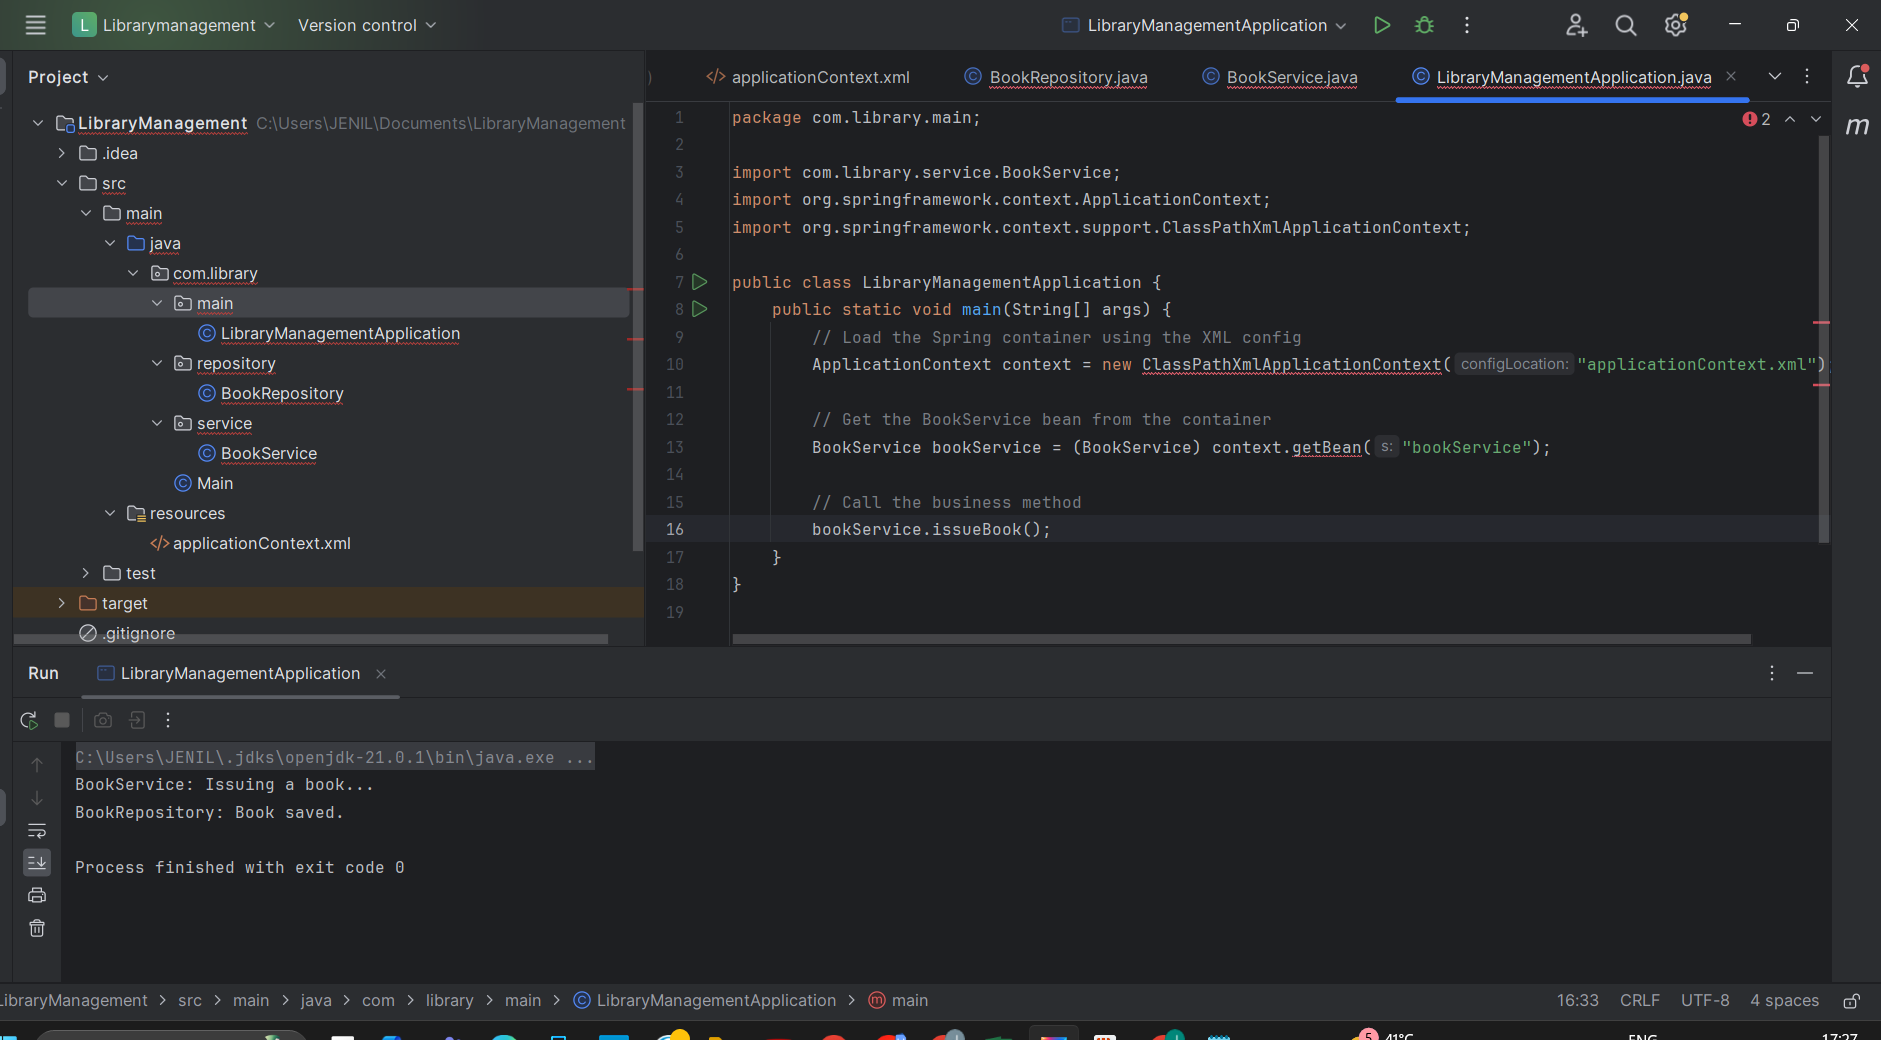 L Librarymanagement Version control LibraryManagementApplication
Project
applicationContext.xml BookRepository.java BookService.java LibraryManagementApplication.java
LibraryManagement C:\Users\JENIL\Documents\LibraryManagement
.idea
src
main
java
com.library
main
LibraryManagementApplication
repository
BookRepository
service
BookService
Main
resources
applicationContext.xml
test
target
.gitignore
2
m
1 package com.library.main;
2
3 import com.library.service.BookService;
4 import org.springframework.context.ApplicationContext;
5 import org.springframework.context.support.ClassPathXmlApplicationContext;
6
7 public class LibraryManagementApplication {
8 public static void main(String[] args) {
9 // Load the Spring container using the XML config
10 ApplicationContext context = new ClassPathXmlApplicationContext( configLocation: "applicationContext.xml")
11
12 // Get the BookService bean from the container
13 BookService bookService = (BookService) context.getBean( s: "bookService");
14
15 // Call the business method
16 bookService.issueBook();
17 }
18 }
19
Run LibraryManagementApplication
C:\Users\JENIL\.jdks\openjdk-21.0.1\bin\java.exe ...
BookService: Issuing a book...
BookRepository: Book saved.
Process finished with exit code 0
LibraryManagement > src > main > java > com > library > main > LibraryManagementApplication > m main
16:33 CRLF UTF-8 4 spaces
5 41°C ENG 17:27